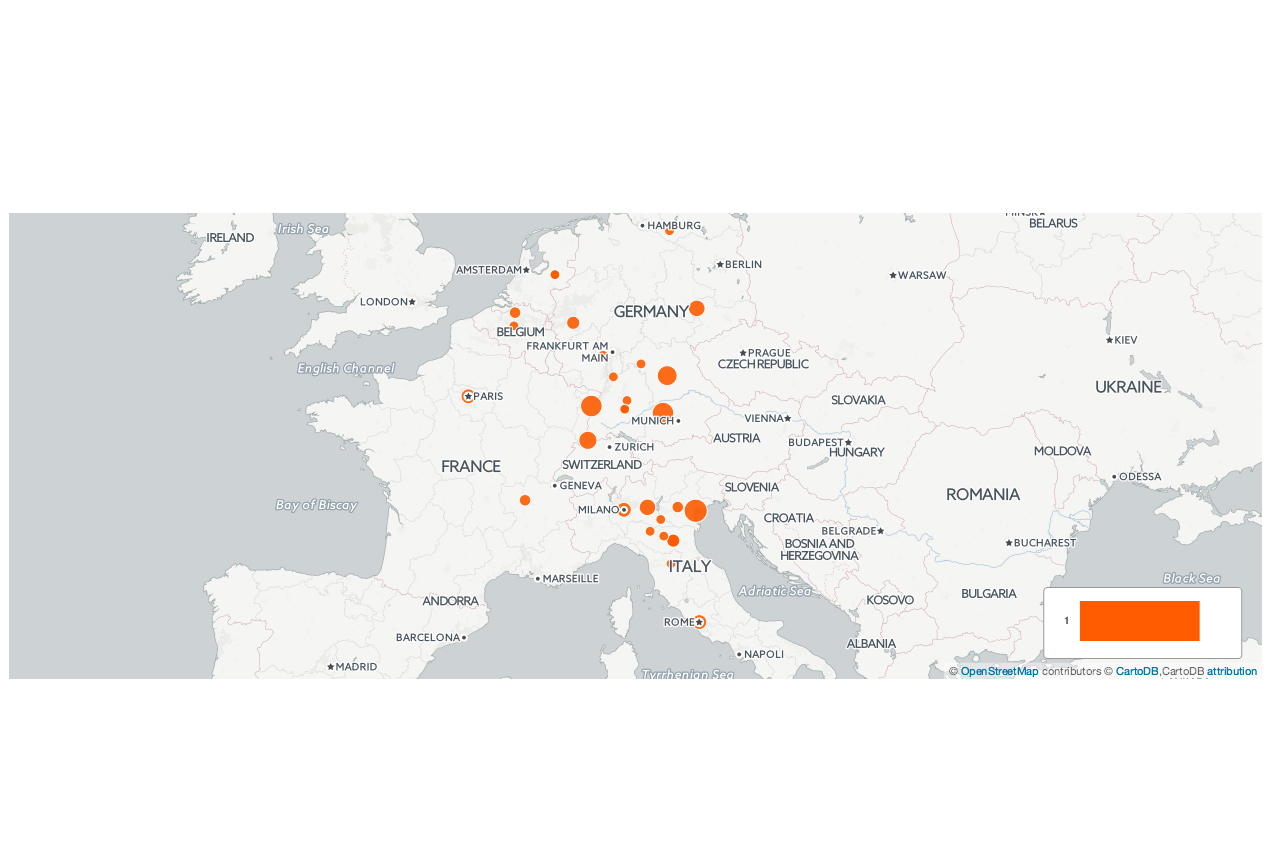 MINSK
BELARUS
HAMBURG
Irish Sea
IRELAND
BERLIN
AMSTERDAM
WARSAW
LONDON
GERMANY
BELGIUM
KIEV
FRANKFURT AM
MAIN
PRAGUE
CZECH REPUBLIC
English Channel
UKRAINE
PARIS
SLOVAKIA
VIENNA
MUNICH
AUSTRIA
BUDAPEST
HUNGARY
ZURICH
MOLDOVA
FRANCE
SWITZERLAND
ODESSA
GENEVA
SLOVENIA
ROMANIA
Bay of Biscay
MILANO
CROATIA
BELGRADE
BOSNIA AND
HERZEGOVINA
BUCHAREST
ITALY
MARSEILLE
Black Sea
Adriatic Sea
BULGARIA
ANDORRA
KOSOVO
ROME
1
BARCELONA
ALBANIA
NAPOLI
MADRID
Tyrrhenian Sea
© OpenStreetMap contributors © CartoDB,CartoDB attribution